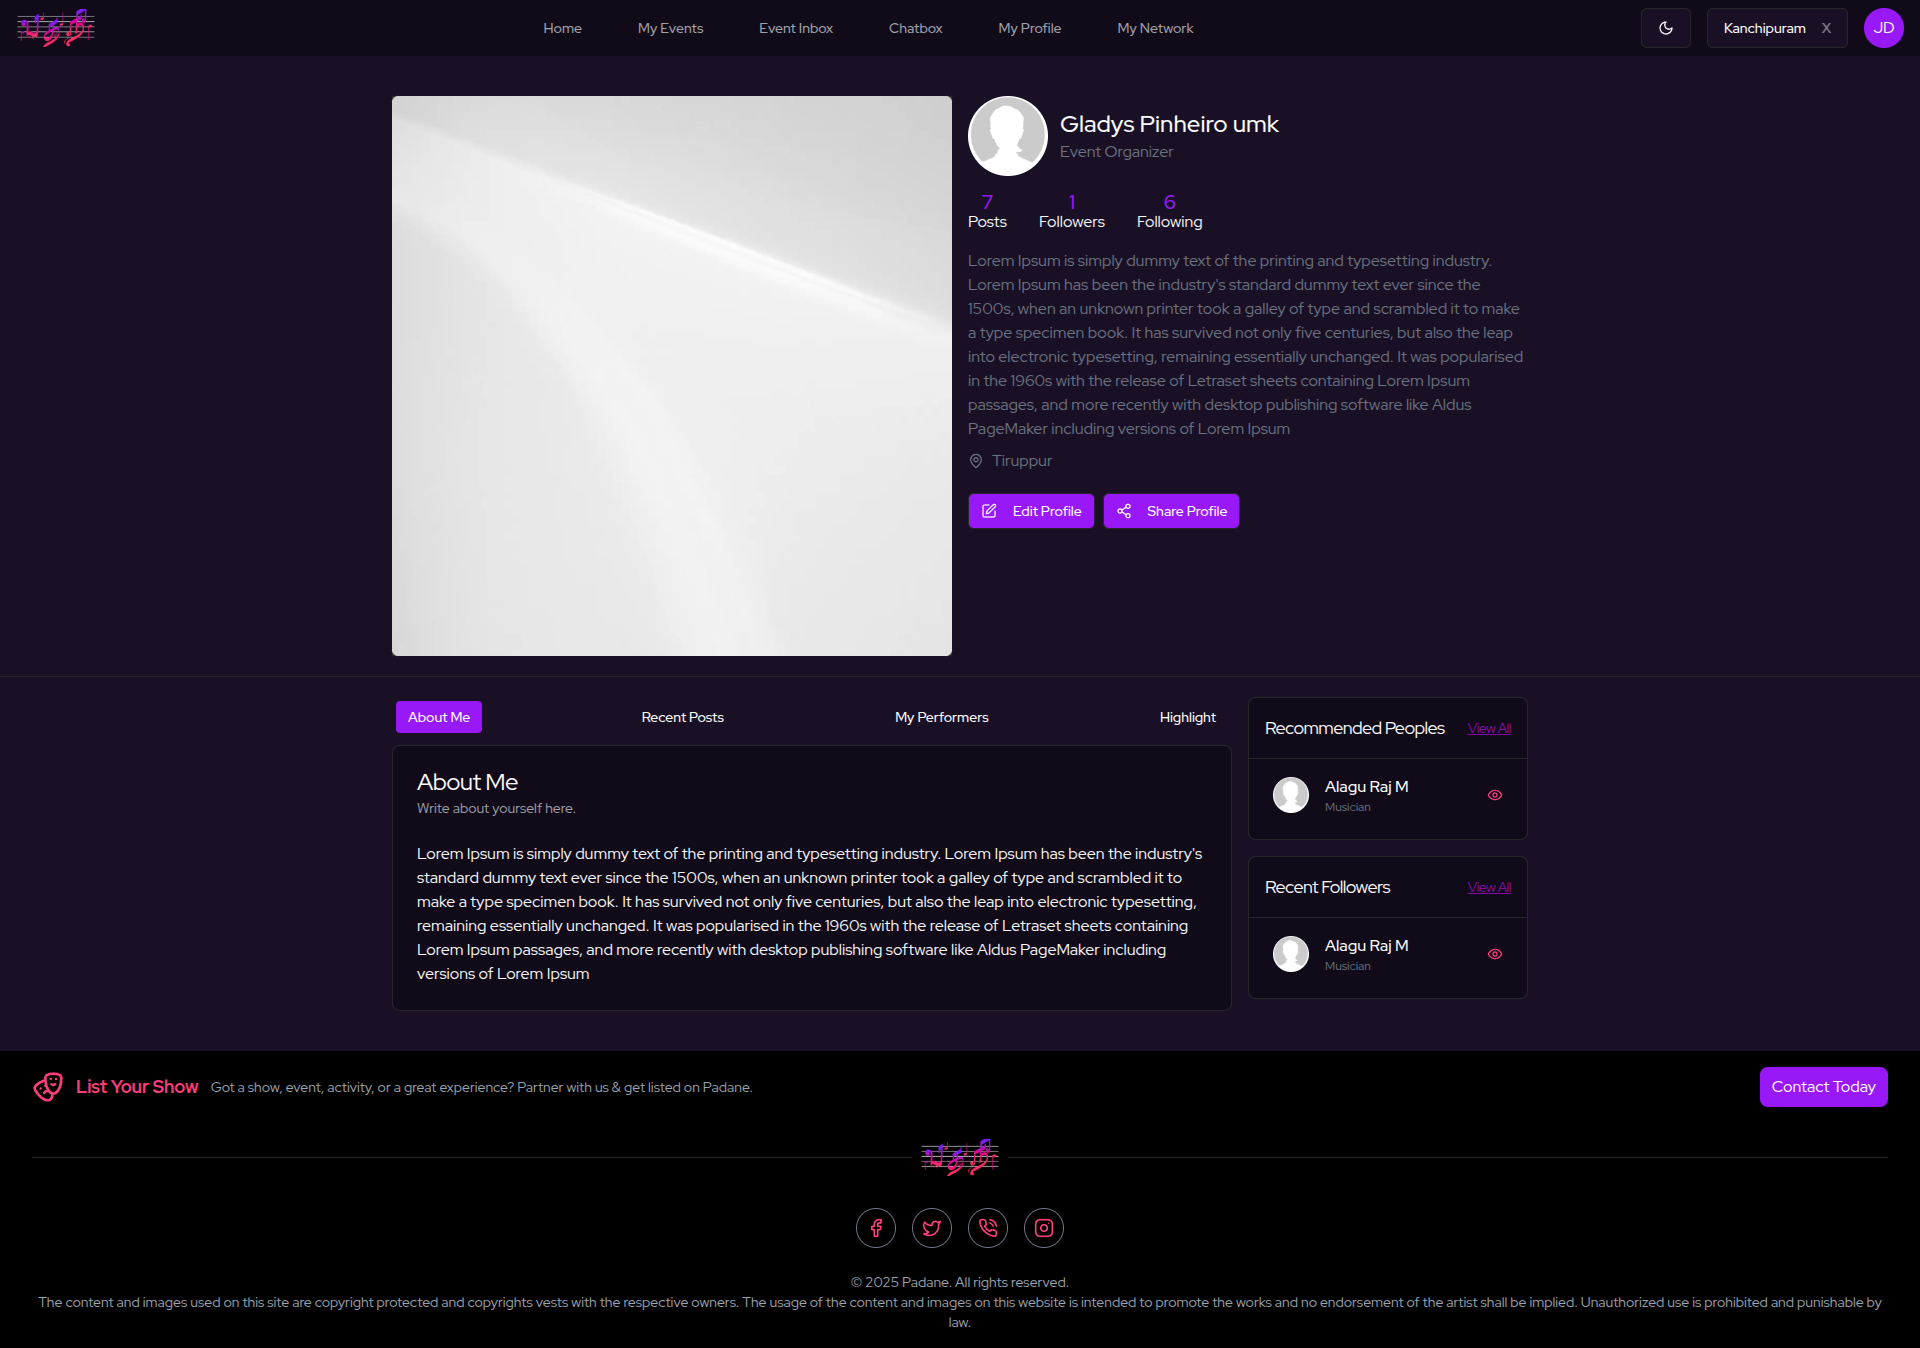 Home
My Events
Event Inbox
Chatbox
My Profile
My Network
Kanchipuram X
JD
Gladys Pinheiro umk
Event Organizer
7 1 6
Posts Followers Following
Lorem Ipsum is simply dummy text of the printing and typesetting industry.
Lorem Ipsum has been the industry's standard dummy text ever since the
1500s, when an unknown printer took a galley of type and scrambled it to make
a type specimen book. It has survived not only five centuries, but also the leap
into electronic typesetting, remaining essentially unchanged. It was popularised
in the 1960s with the release of Letraset sheets containing Lorem Ipsum
passages, and more recently with desktop publishing software like Aldus
PageMaker including versions of Lorem Ipsum
Tiruppur
Edit Profile
Share Profile
About Me
Recent Posts
My Performers
Highlight
About Me
Write about yourself here.
Lorem Ipsum is simply dummy text of the printing and typesetting industry. Lorem Ipsum has been the industry's
standard dummy text ever since the 1500s, when an unknown printer took a galley of type and scrambled it to
make a type specimen book. It has survived not only five centuries, but also the leap into electronic typesetting,
remaining essentially unchanged. It was popularised in the 1960s with the release of Letraset sheets containing
Lorem Ipsum passages, and more recently with desktop publishing software like Aldus PageMaker including
versions of Lorem Ipsum
Recommended Peoples View All
Alagu Raj M
Musician
Recent Followers View All
Alagu Raj M
Musician
List Your Show Got a show, event, activity, or a great experience? Partner with us & get listed on Padane.
Contact Today
© 2025 Padane. All rights reserved.
The content and images used on this site are copyright protected and copyrights vests with the respective owners. The usage of the content and images on this website is intended to promote the works and no endorsement of the artist shall be implied. Unauthorized use is prohibited and punishable by
law.